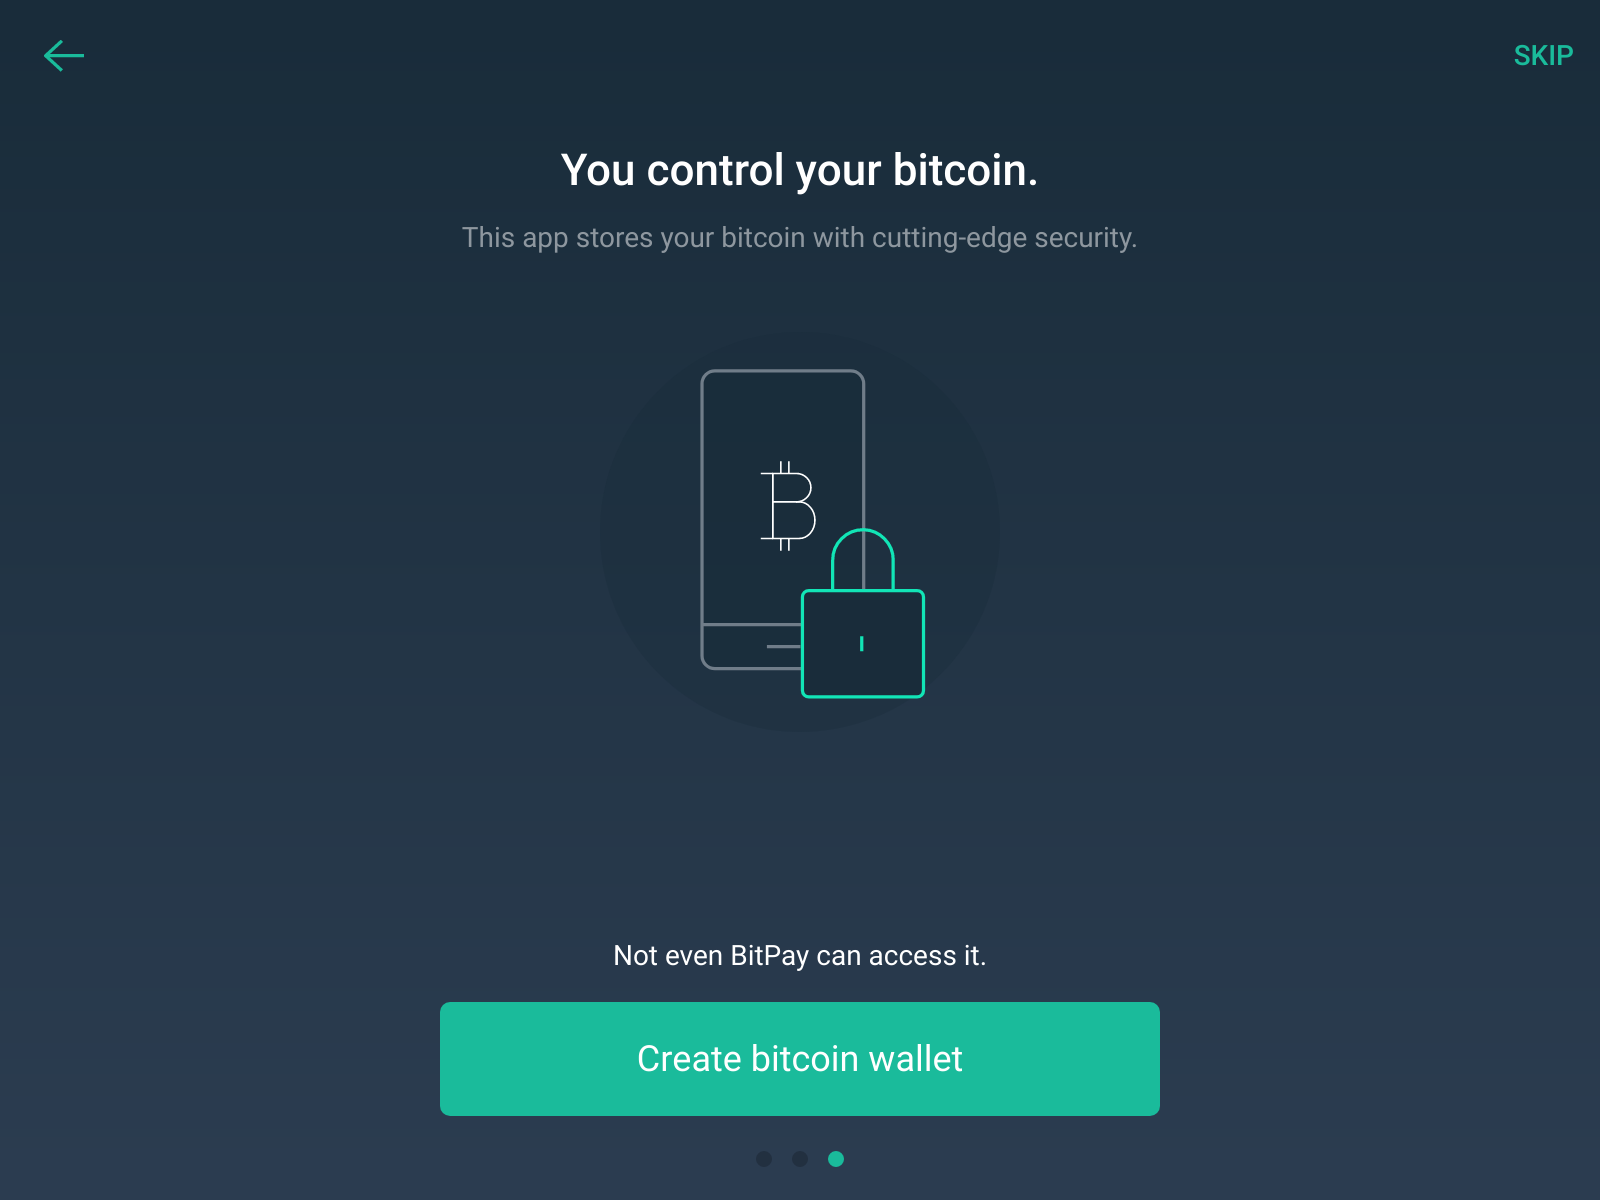 SKIP
You control your bitcoin.
This app stores your bitcoin with cutting-edge security.
Not even BitPay can access it.
Create bitcoin wallet